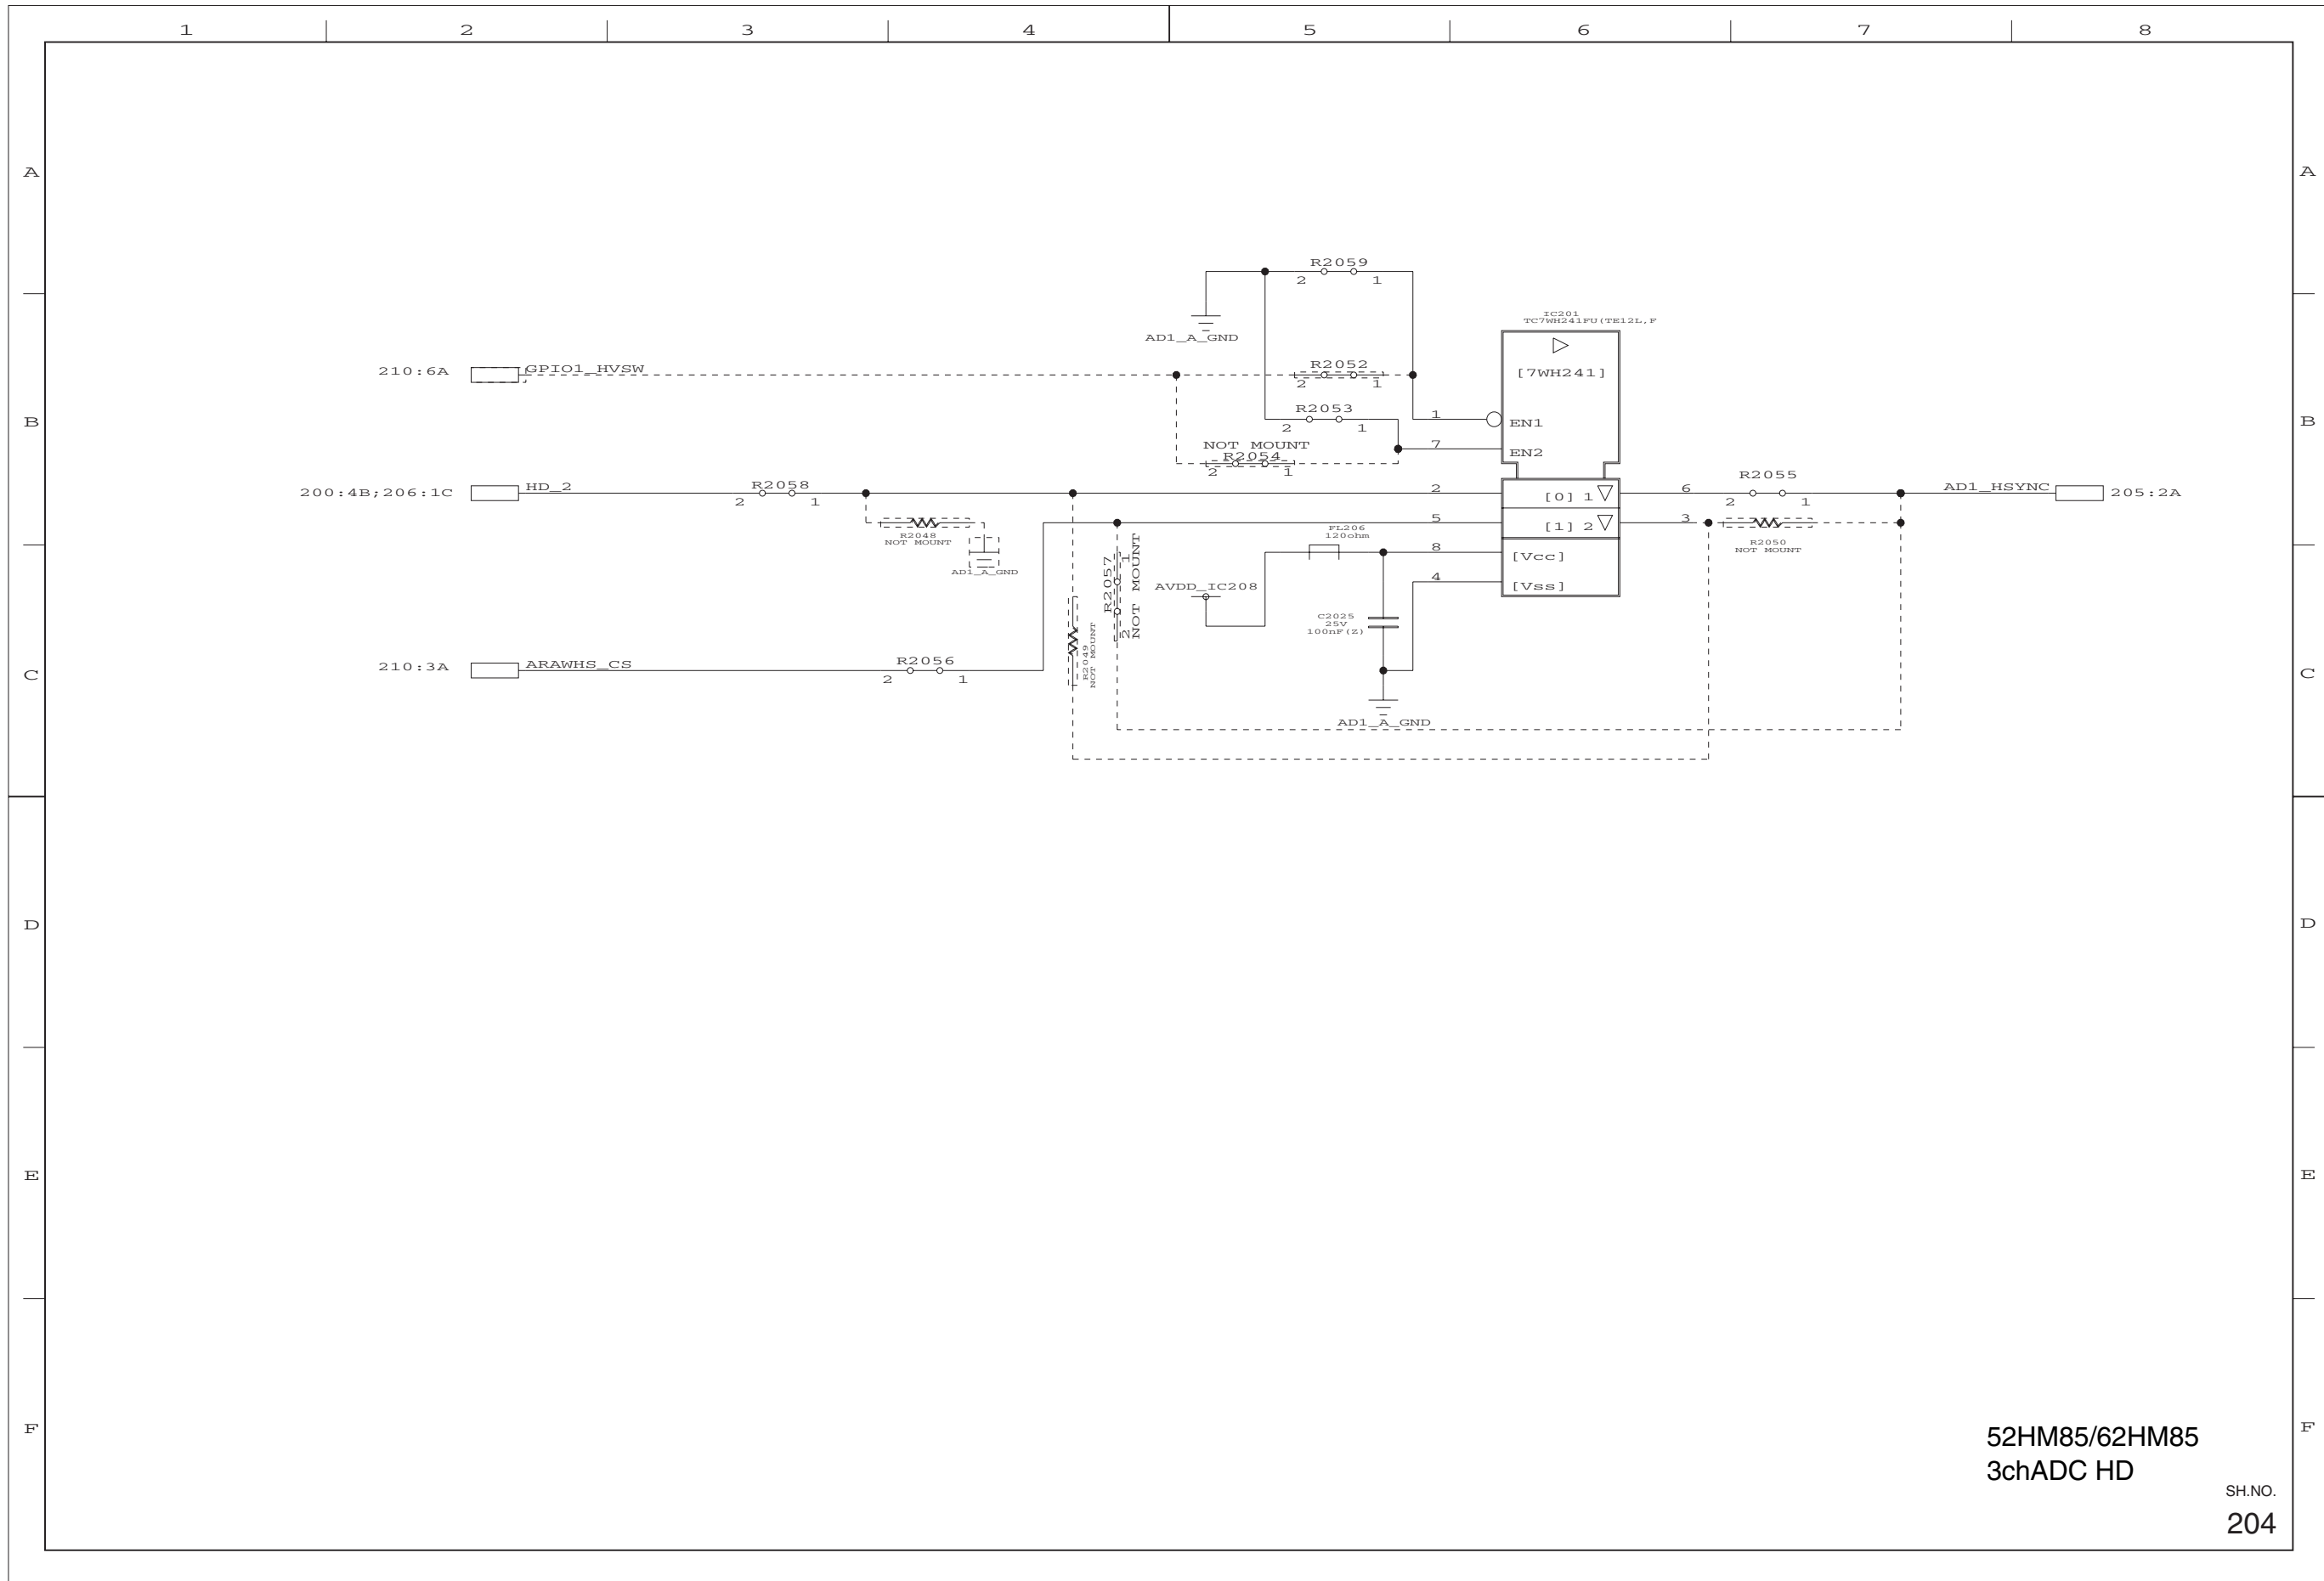 1 2 3 4 5 6 7 8
A A
R2059
2 1
IC201
TC7WH241FU(TE12L,F
AD1_A_GND
210:6A GPIO1_HVSW
R2052
2 1
[7WH241]
B B
R2053
2 1
1 EN1
NOT MOUNT
7 EN2
R2054
2 1
200:4B;206:1C HD_2
R2058
2 1
2 [0] 1 6
R2055
2 1
AD1_HSYNC 205:2A
5 [1] 2 3
R2048
NOT MOUNT
AD1_A_GND
FL206
120ohm
R2050
NOT MOUNT
8 [Vcc]
4 [Vss]
R2057
2 1
NOT MOUNT
AVDD_IC208
C2025
25V
100nF(Z)
R2049
NOT MOUNT
210:3A ARAWHS_CS
R2056
2 1
C C
AD1_A_GND
D D
E E
F F
52HM85/62HM85
3chADC HD
SH.NO.
204